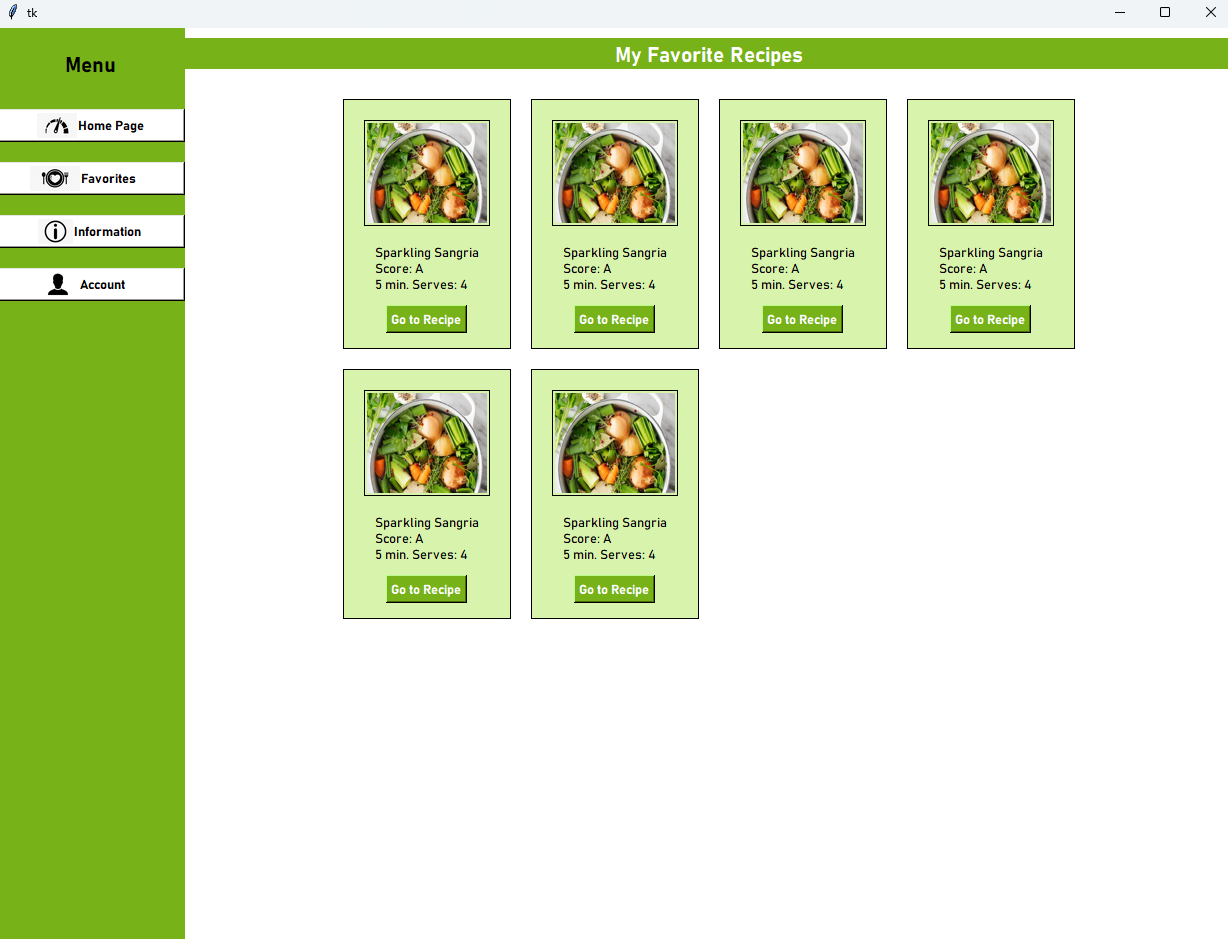 tk
Menu
Home Page
Favorites
Information
Account
My Favorite Recipes
Sparkling Sangria
Score: A
5 min. Serves: 4
Go to Recipe
Sparkling Sangria
Score: A
5 min. Serves: 4
Go to Recipe
Sparkling Sangria
Score: A
5 min. Serves: 4
Go to Recipe
Sparkling Sangria
Score: A
5 min. Serves: 4
Go to Recipe
Sparkling Sangria
Score: A
5 min. Serves: 4
Go to Recipe
Sparkling Sangria
Score: A
5 min. Serves: 4
Go to Recipe